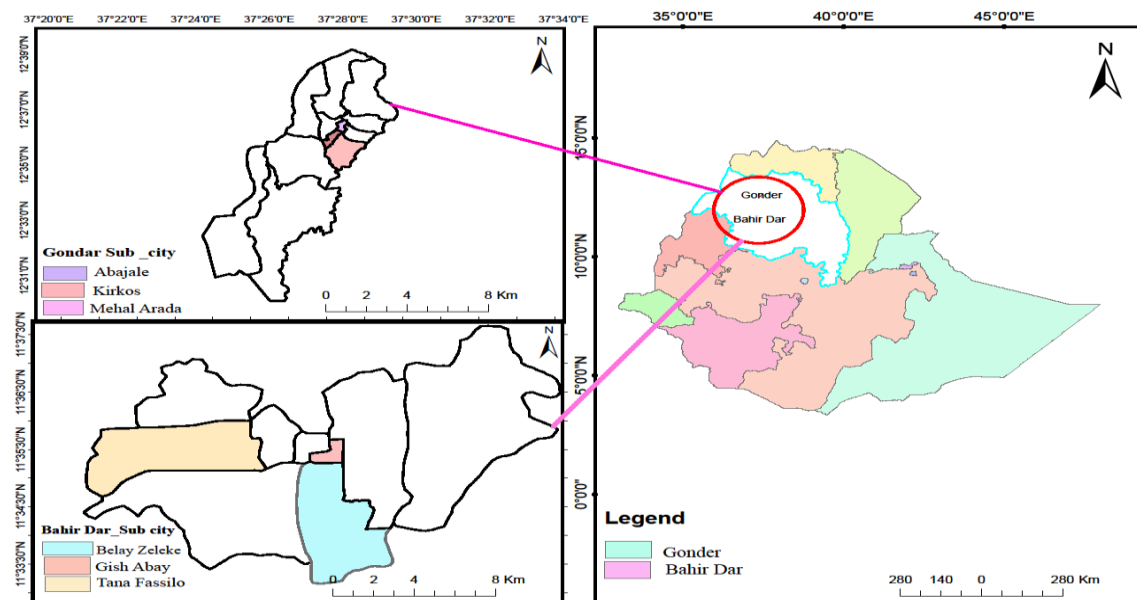 37°20'0"E 37°22'0"E 37°24'0"E 37°26'0"E 37°28'0"E 37°30'0"E 37°32'0"E 37°34'0"E
12°39'0"N
12°37'0"N
12°35'0"N
12°33'0"N
12°31'0"N
N
Gondar Sub _city
Abajale
Kirkos
Mehal Arada
0 2 4 8 Km
11°37'30"N
11°36'30"N
11°35'30"N
11°34'30"N
11°33'30"N
N
Bahir Dar_Sub city
Belay Zeleke
Gish Abay
Tana Fassilo
0 2 4 8 Km
35°0'0"E 40°0'0"E 45°0'0"E
15°0'0"N
10°0'0"N
5°0'0"N
0°0'0"
N
Gonder
Bahir Dar
Legend
Gonder
Bahir Dar
280 140 0 280 Km